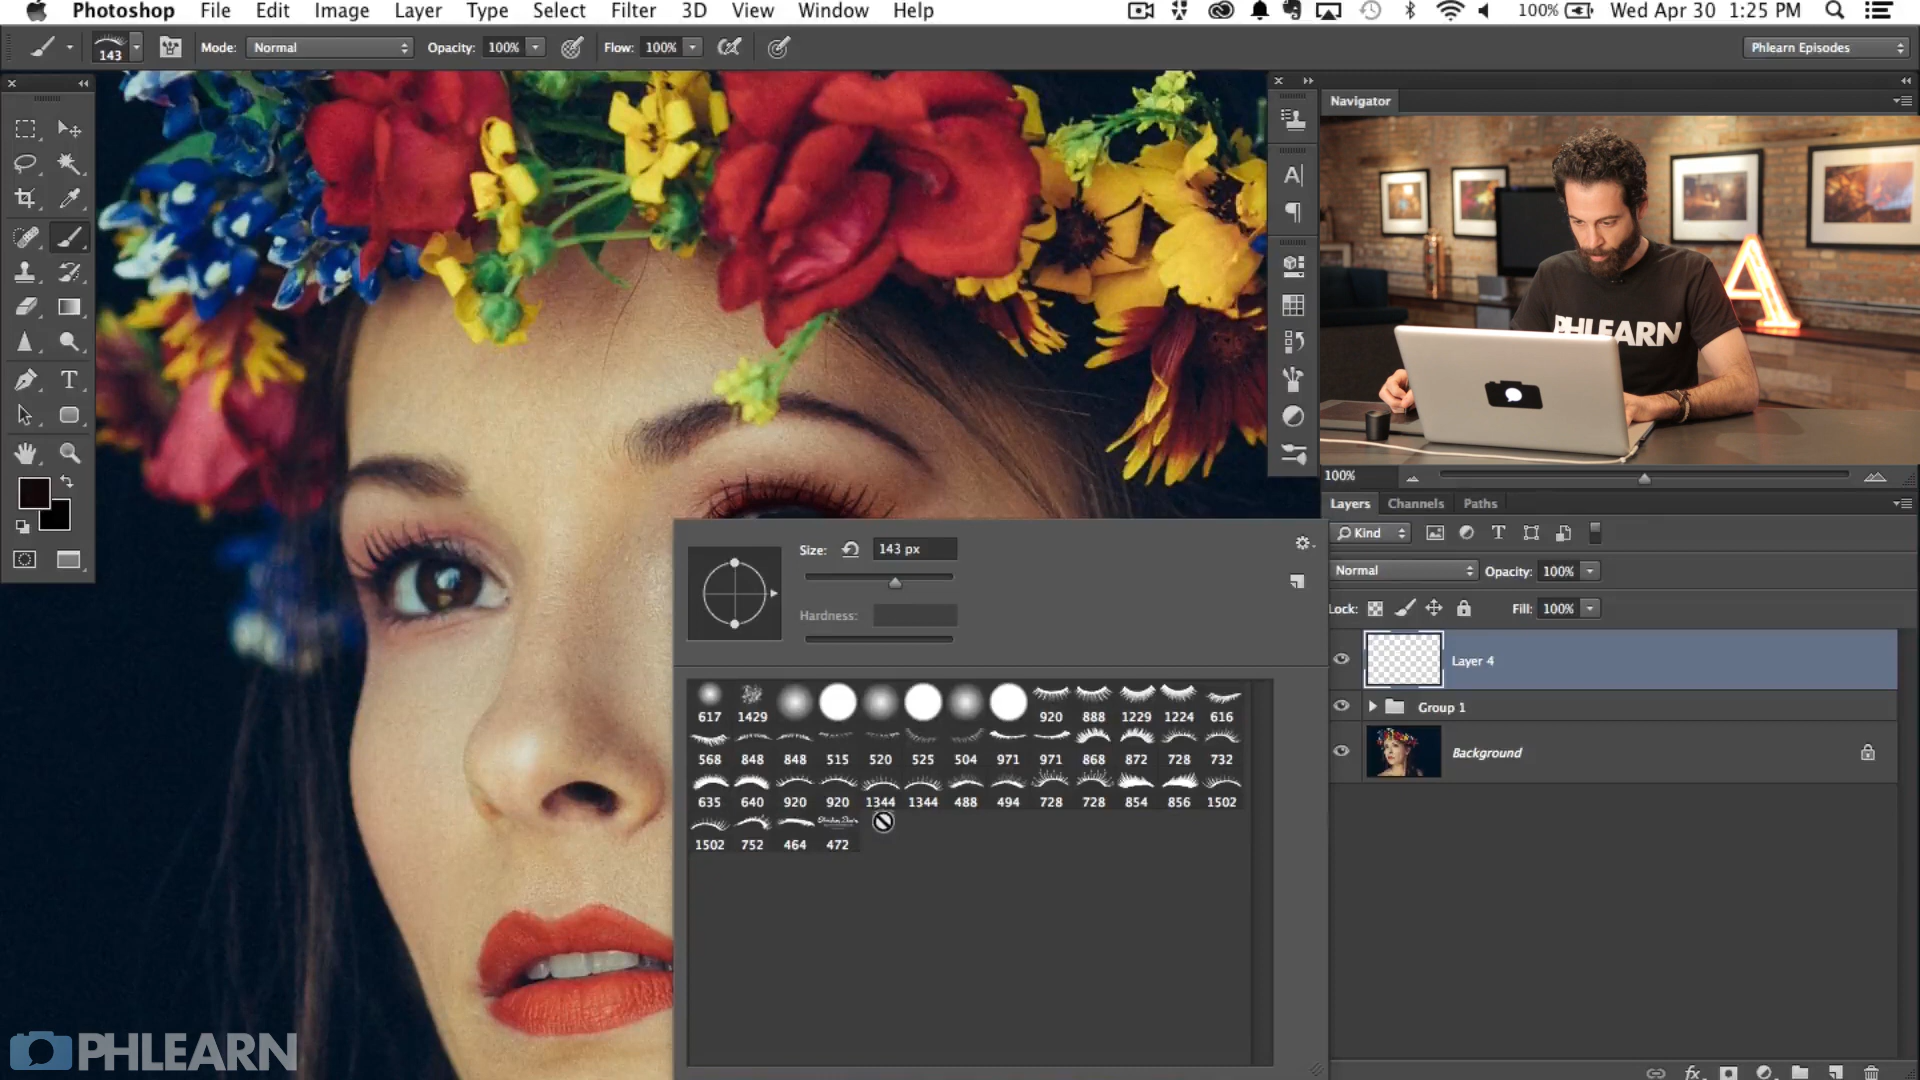 Photoshop File Edit Image Layer Type Select Filter 3D View Window Help 100% Wed Apr 30 1:25 PM
143 Mode: Normal Opacity: 100% Flow: 100% Phlearn Episodes
Navigator
A
PHLEARN
100%
Layers Channels Paths
Kind
Normal Opacity: 100%
Lock: Fill: 100%
Layer 4
Group 1
Background
Size: 143 px
Hardness:
617 1429 920 888 1229 1224 616
568 848 848 515 520 525 504 971 971 868 872 728 732
635 640 920 920 1344 1344 488 494 728 728 854 856 1502
1502 752 464 472
PHLEARN